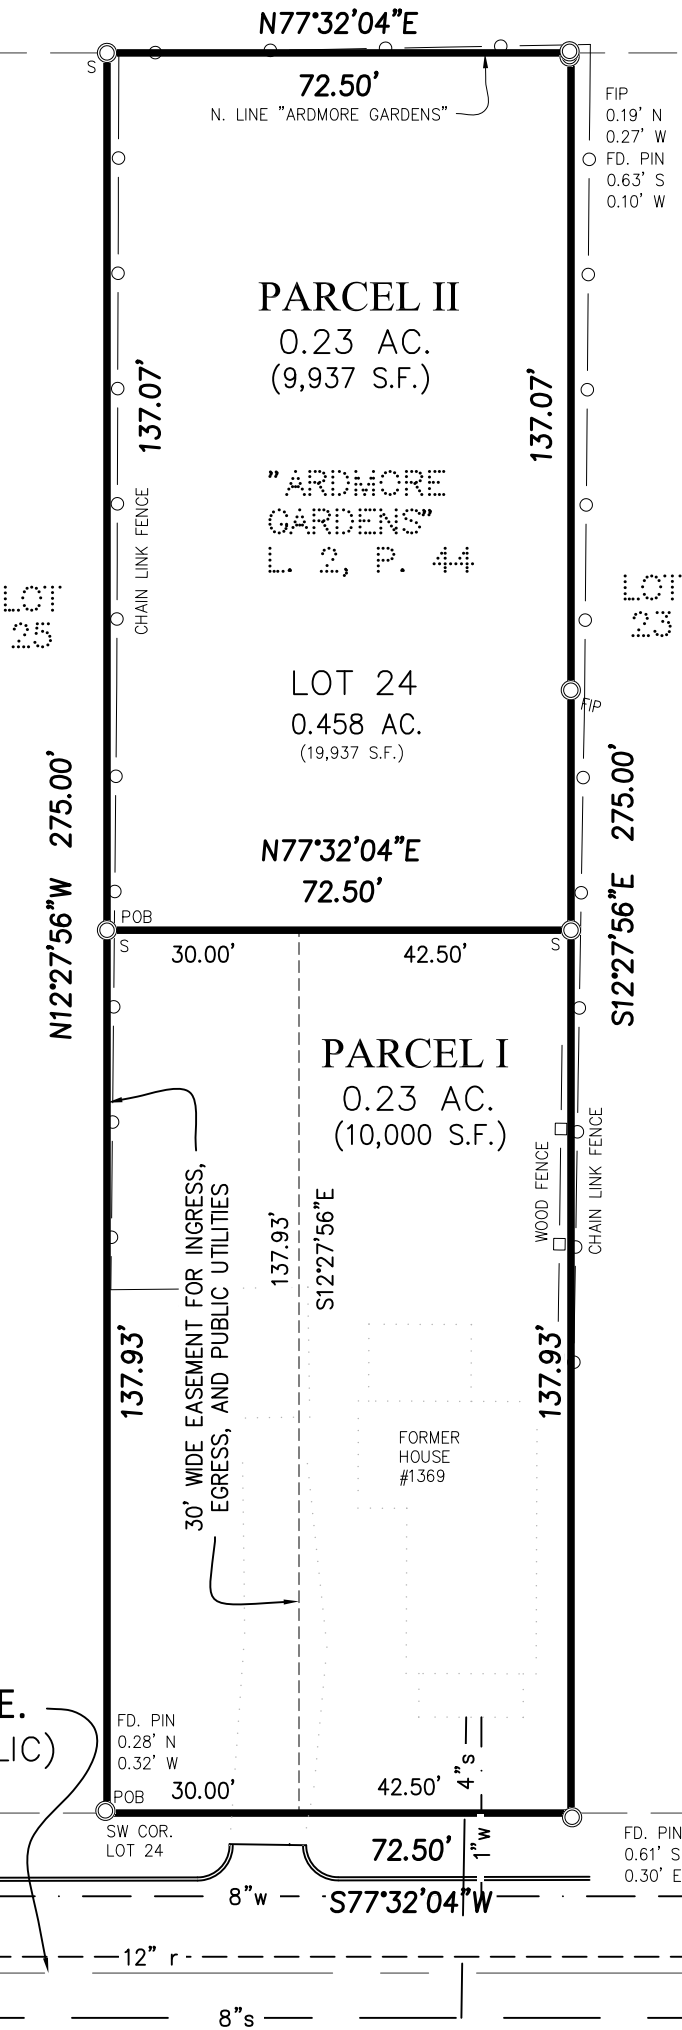 N77°32'04"E
S
72.50'
N. LINE "ARDMORE GARDENS"
FIP
0.19' N
0.27' W
FD. PIN
0.63' S
0.10' W
PARCEL II
0.23 AC.
(9,937 S.F.)
137.07'
137.07'
"ARDMORE
GARDENS"
L. 2, P. 44
CHAIN LINK FENCE
LOT
25
LOT
23
LOT 24
0.458 AC.
(19,937 S.F.)
FIP
N12°27'56"W 275.00'
S12°27'56"E 275.00'
N77°32'04"E
72.50'
POB
S
S
30.00'
42.50'
PARCEL I
0.23 AC.
(10,000 S.F.)
WOOD FENCE
CHAIN LINK FENCE
30' WIDE EASEMENT FOR INGRESS,
EGRESS, AND PUBLIC UTILITIES
137.93'
S12°27'56"E
137.93'
137.93'
FORMER
HOUSE
#1369
E.
LIC)
FD. PIN
0.28' N
0.32' W
POB
30.00'
42.50'
4"s
SW COR.
LOT 24
72.50'
1"w
FD. PIN
0.61' S
0.30' E
8"w
S77°32'04"W
12" r
8"s